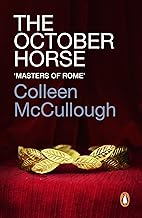 THE
OCTOBER
HORSE
'MASTERS OF ROME'
Colleen
McCullough